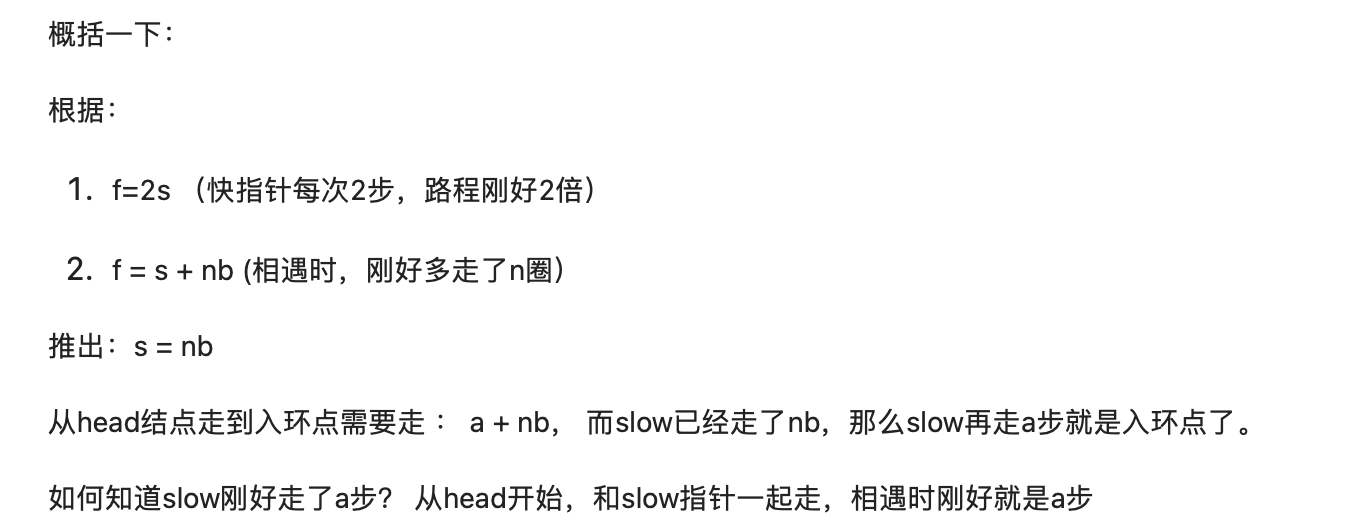 概括一下：
根据：
1. f=2s （快指针每次2步，路程刚好2倍）
2. f = s + nb (相遇时，刚好多走了n圈）
推出：s = nb
从head结点走到入环点需要走 ： a + nb， 而slow已经走了nb，那么slow再走a步就是入环点了。
如何知道slow刚好走了a步？ 从head开始，和slow指针一起走，相遇时刚好就是a步